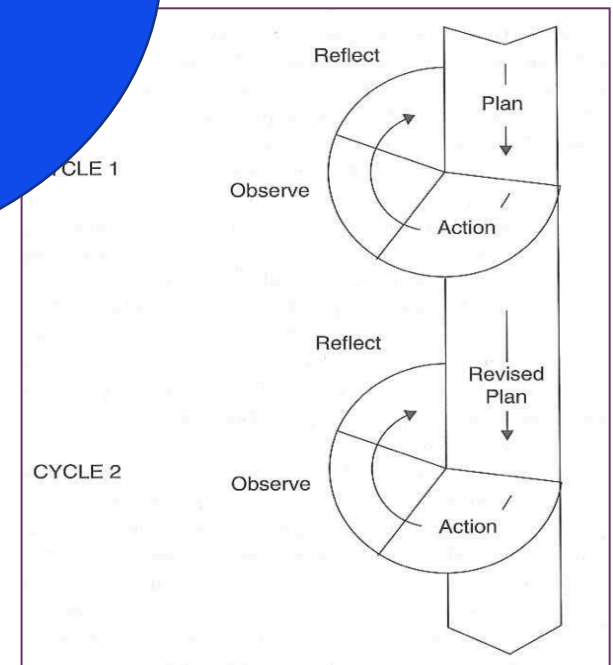 Reflect
Plan
CLE 1
Observe
Action
Reflect
Revised
Plan
CYCLE 2
Observe
Action